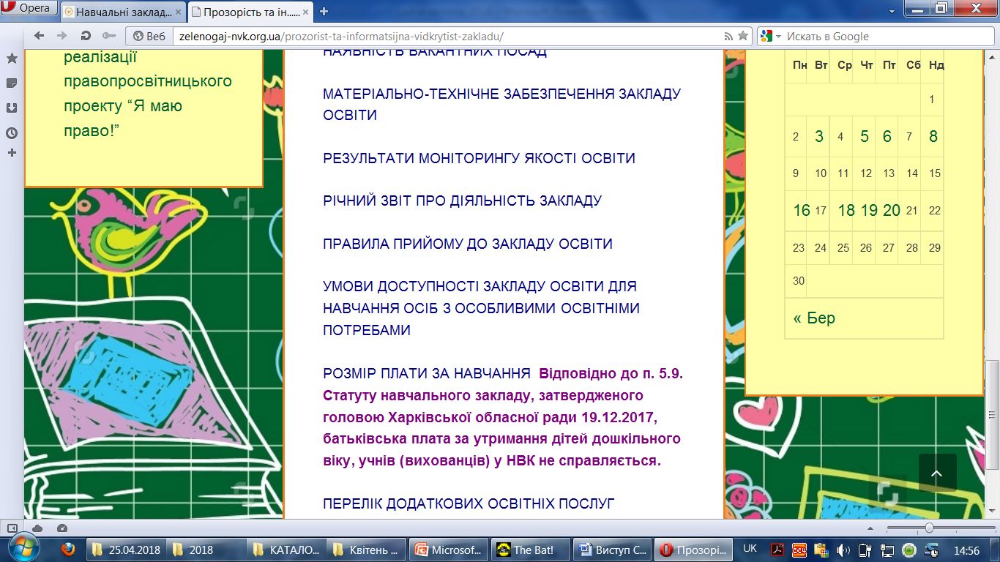 Opera
Навчальні заклад...
Прозорість та ін......
Веб
zelenogaj-nvk.org.ua/prozorist-ta-informatsijna-vidkrytist-zakladu/
Искать в Google
реалізації
правопросвітницького
проекту “Я маю
право!”
НАЯВНІСТЬ ВАКАНТНИХ ПОСАД
МАТЕРІАЛЬНО-ТЕХНІЧНЕ ЗАБЕЗПЕЧЕННЯ ЗАКЛАДУ
ОСВІТИ
РЕЗУЛЬТАТИ МОНІТОРИНГУ ЯКОСТІ ОСВІТИ
РІЧНИЙ ЗВІТ ПРО ДІЯЛЬНІСТЬ ЗАКЛАДУ
ПРАВИЛА ПРИЙОМУ ДО ЗАКЛАДУ ОСВІТИ
УМОВИ ДОСТУПНОСТІ ЗАКЛАДУ ОСВІТИ ДЛЯ
НАВЧАННЯ ОСІБ З ОСОБЛИВИМИ ОСВІТНІМИ
ПОТРЕБАМИ
РОЗМІР ПЛАТИ ЗА НАВЧАННЯ Відповідно до п. 5.9.
Статуту навчального закладу, затвердженого
головою Харківської обласної ради 19.12.2017,
батьківська плата за утримання дітей дошкільного
віку, учнів (вихованців) у НВК не справляється.
ПЕРЕЛІК ДОДАТКОВИХ ОСВІТНІХ ПОСЛУГ
Пн Вт Ср Чт Пт Сб Нд
1
2 3 4 5 6 7 8
9 10 11 12 13 14 15
16 17 18 19 20 21 22
23 24 25 26 27 28 29
30
« Бер
25.04.2018
2018
КАТАЛО...
Квітень ...
Microsof...
The Bat!
Виступ С...
Прозорі...
UK
14:56